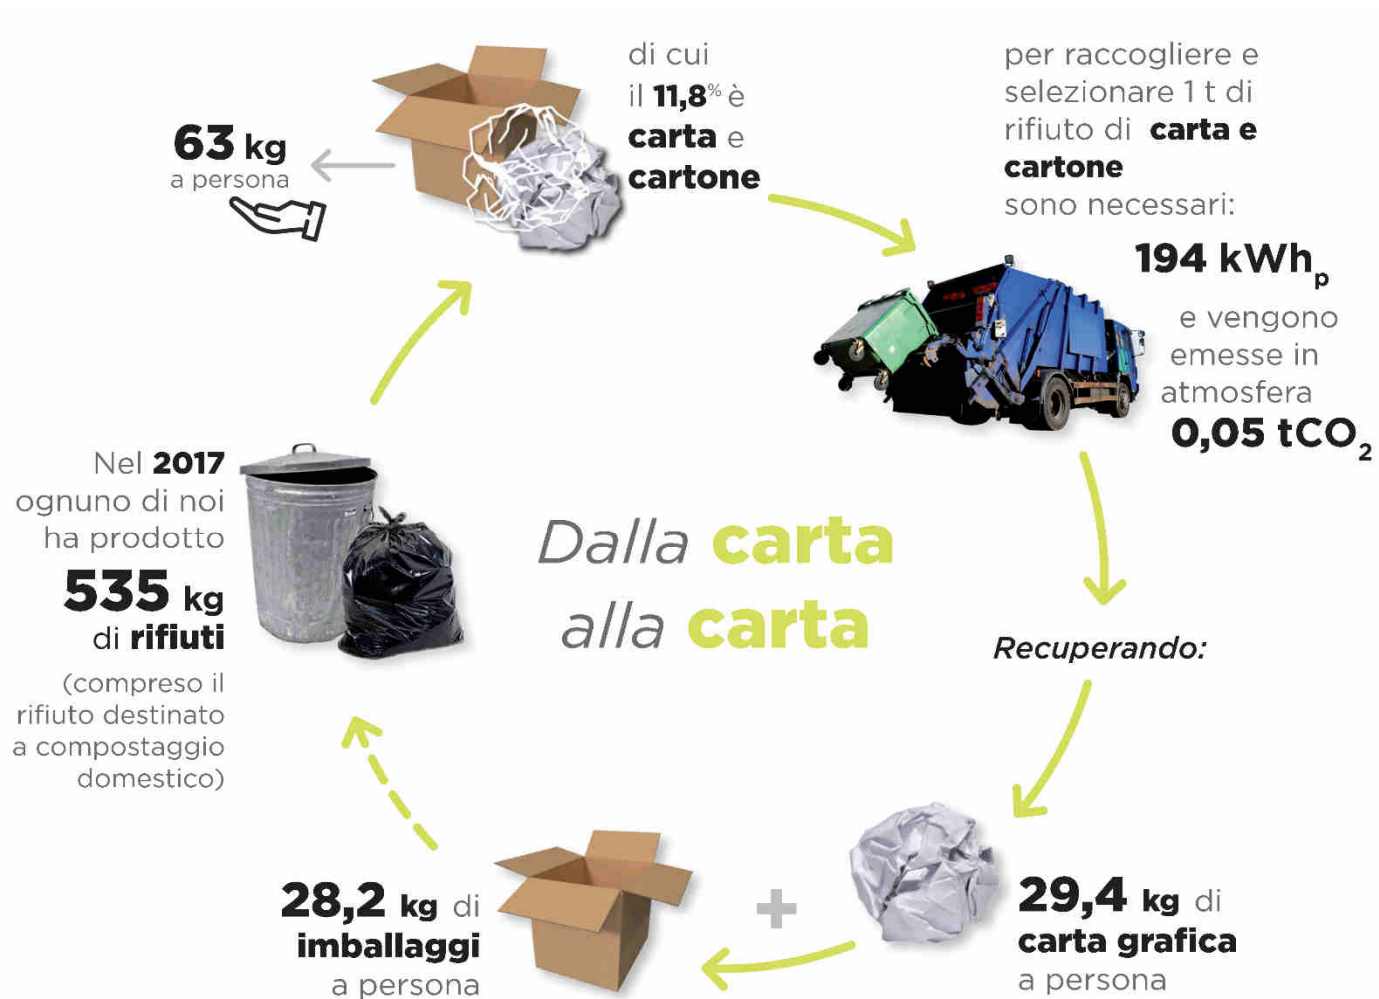 Dalla carta
alla carta
Nel 2017
ognuno di noi
ha prodotto
535 kg
di rifiuti
(compreso il
rifiuto destinato
a compostaggio
domestico)
63 kg
a persona
di cui
il 11,8% è
carta e
cartone
per raccogliere e
selezionare 1 t di
rifiuto di carta e
cartone
sono necessari:
194 kWhp
e vengono
emesse in
atmosfera
0,05 tCO2
Recuperando:
29,4 kg di
carta grafica
a persona
+
28,2 kg di
imballaggi
a persona